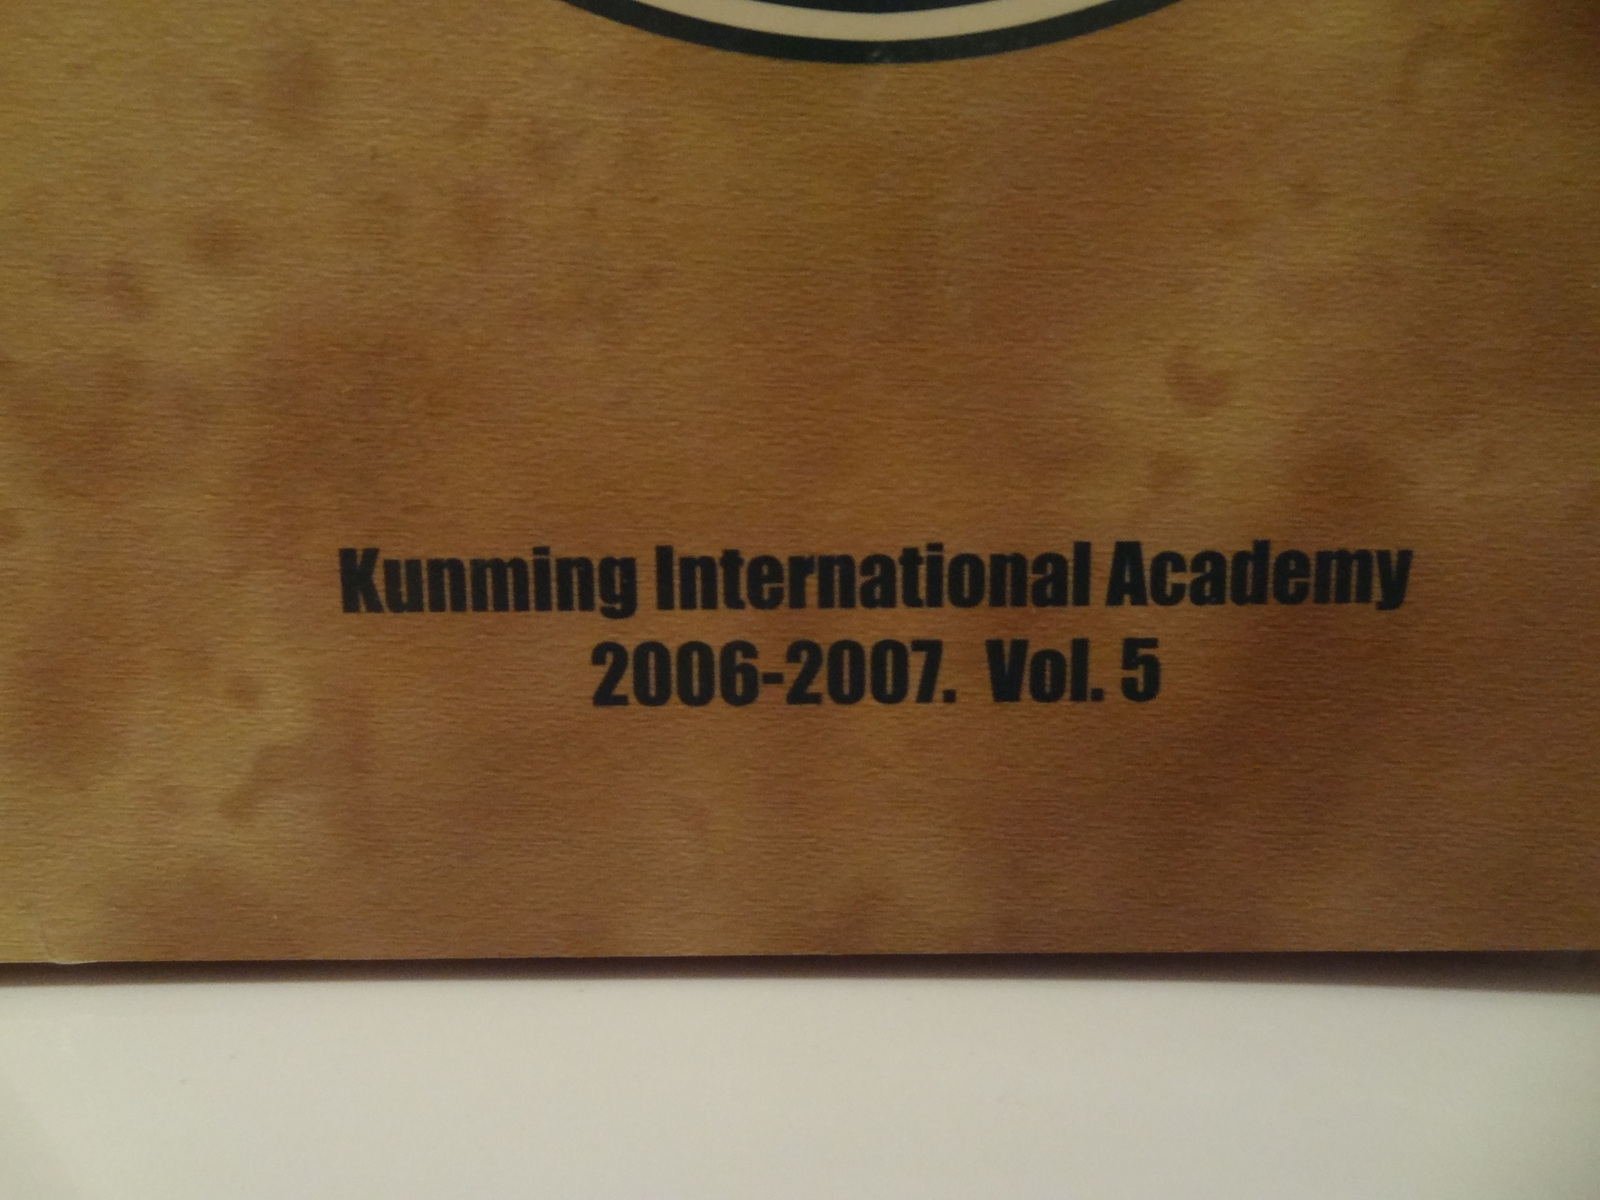 Kunming International Academy
2006-2007. Vol. 5